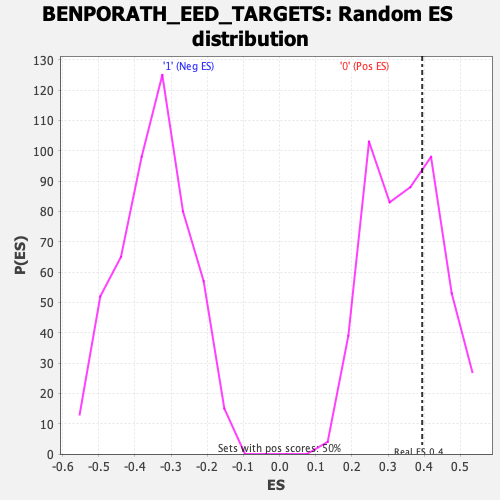 BENPORATH_EED_TARGETS: Random ES
distribution
'1' (Neg ES)
'0' (Pos ES)
P(ES)
130
120
110
100
90
80
70
60
50
40
30
20
10
0
Sets with pos scores: 50%
Real ES 0.4
-0.6 -0.5 -0.4 -0.3 -0.2 -0.1 0.0 0.1 0.2 0.3 0.4 0.5
ES